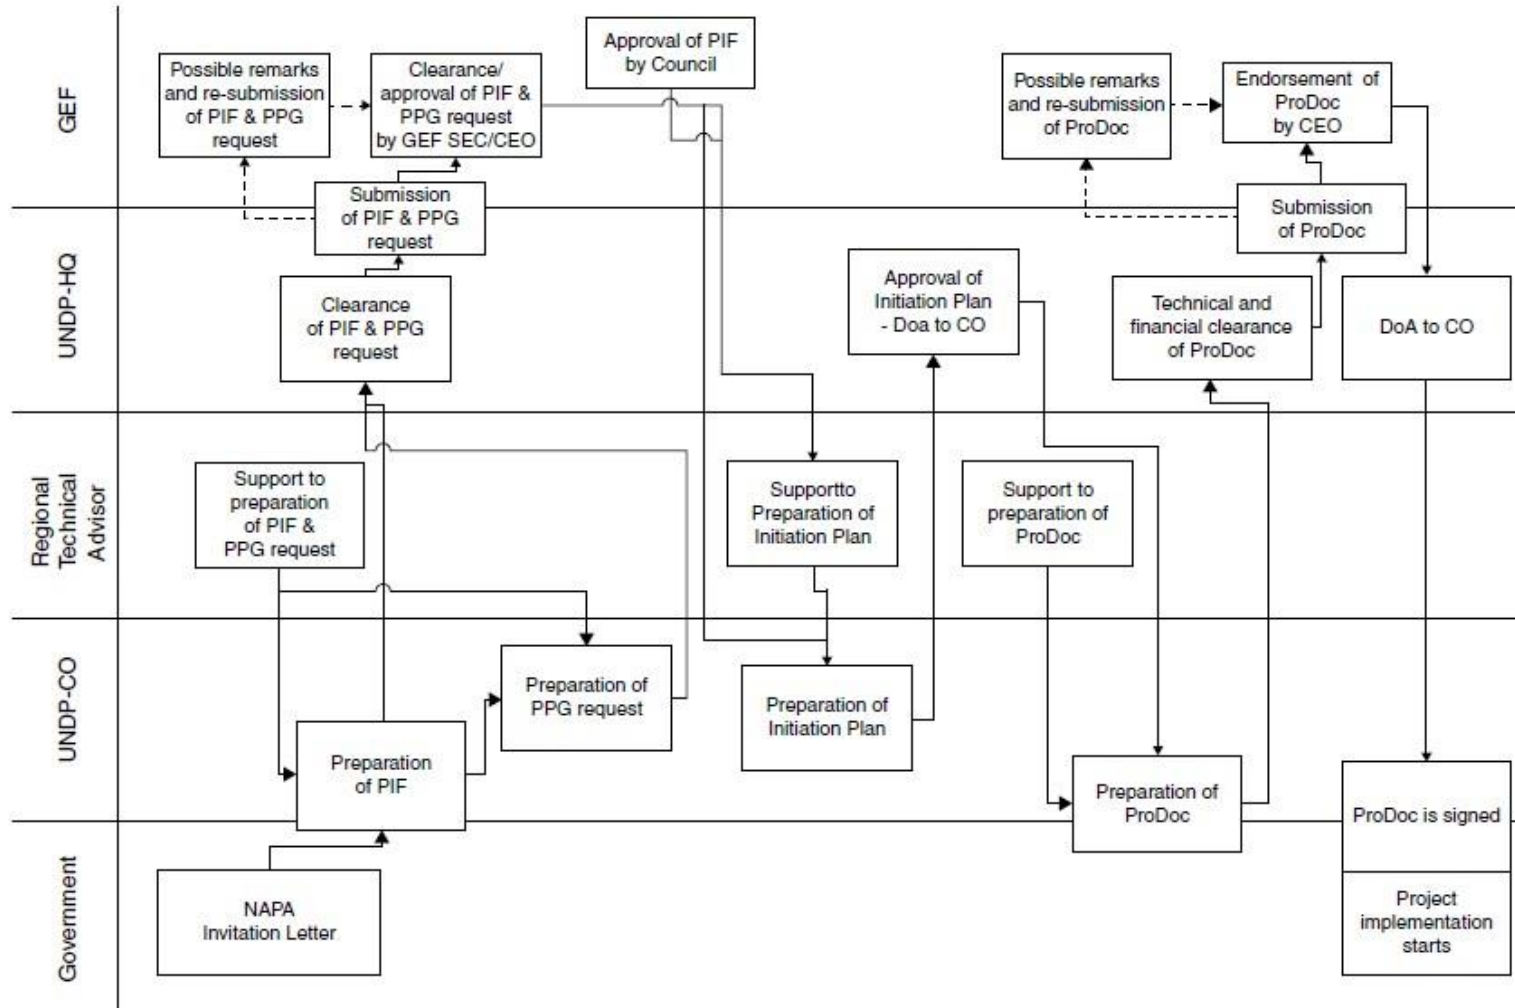 GEF
Possible remarks
and re-submission
of PIF & PPG
request
Clearance/
approval of PIF &
PPG request
by GEF SEC/CEO
Approval of PIF
by Council
Possible remarks
and re-submission
of ProDoc
Endorsement of
ProDoc
by CEO
Submission
of PIF & PPG
request
Submission
of ProDoc
UNDP-HQ
Clearance
of PIF & PPG
request
Approval of
Initiation Plan
- Doa to CO
Technical and
financial clearance
of ProDoc
DoA to CO
Regional
Technical
Advisor
Support to
preparation
of PIF &
PPG request
Supportto
Preparation of
Initiation Plan
Support to
preparation of
ProDoc
UNDP-CO
Preparation
of PIF
Preparation of
PPG request
Preparation of
Initiation Plan
Preparation of
ProDoc
ProDoc is signed
Government
NAPA
Invitation Letter
Project
implementation
starts